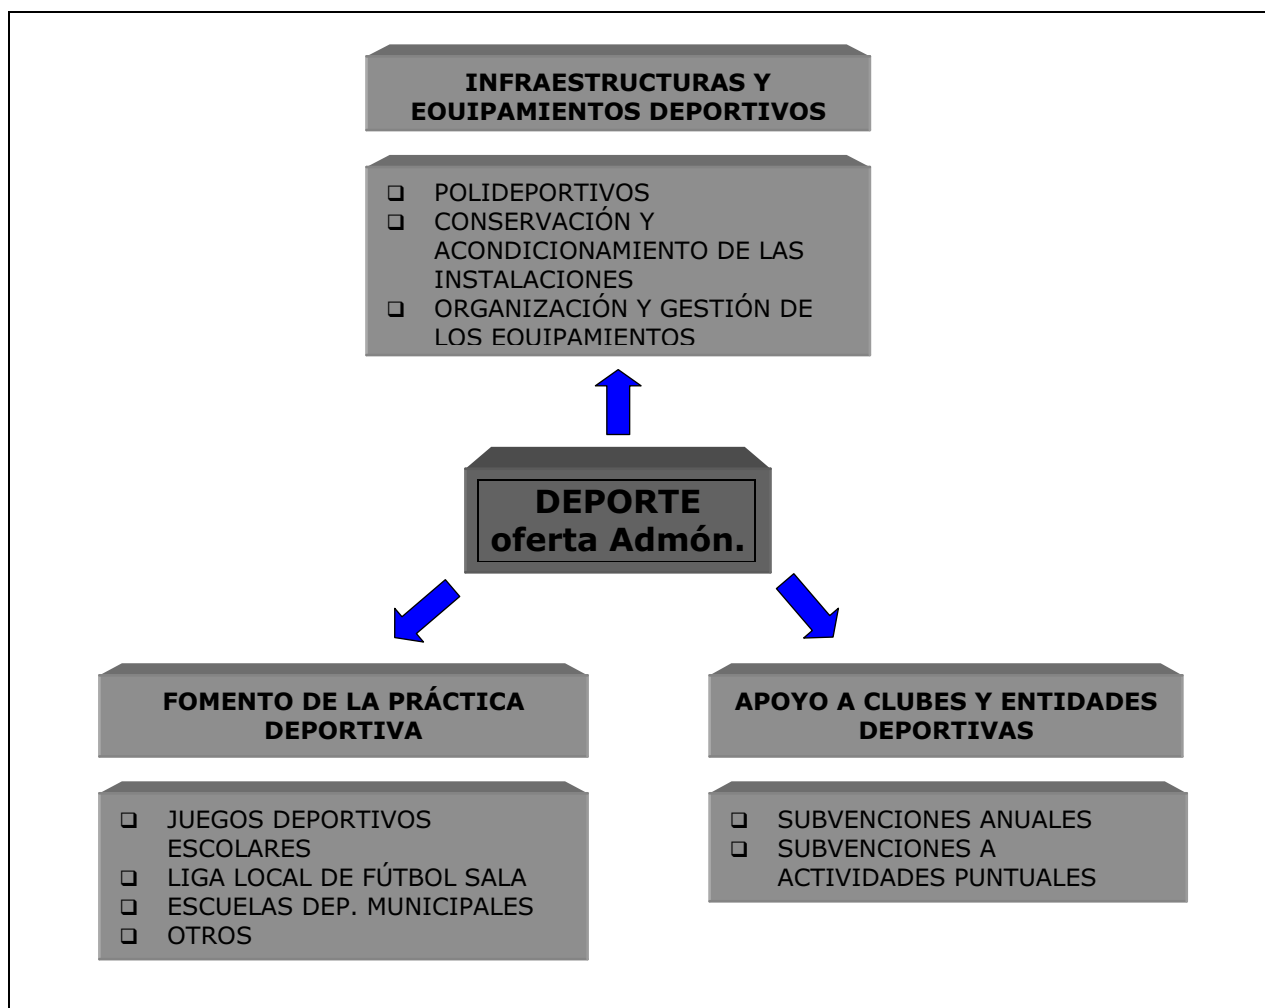 INFRAESTRUCTURAS Y
EQUIPAMIENTOS DEPORTIVOS
❑ POLIDEPORTIVOS
❑ CONSERVACIÓN Y
ACONDICIONAMIENTO DE LAS
INSTALACIONES
❑ ORGANIZACIÓN Y GESTIÓN DE
LOS EQUIPAMIENTOS
DEPORTE
oferta Admón.
FOMENTO DE LA PRÁCTICA
DEPORTIVA
❑ JUEGOS DEPORTIVOS
ESCOLARES
❑ LIGA LOCAL DE FÚTBOL SALA
❑ ESCUELAS DEP. MUNICIPALES
❑ OTROS
APOYO A CLUBES Y ENTIDADES
DEPORTIVAS
❑ SUBVENCIONES ANUALES
❑ SUBVENCIONES A
ACTIVIDADES PUNTUALES